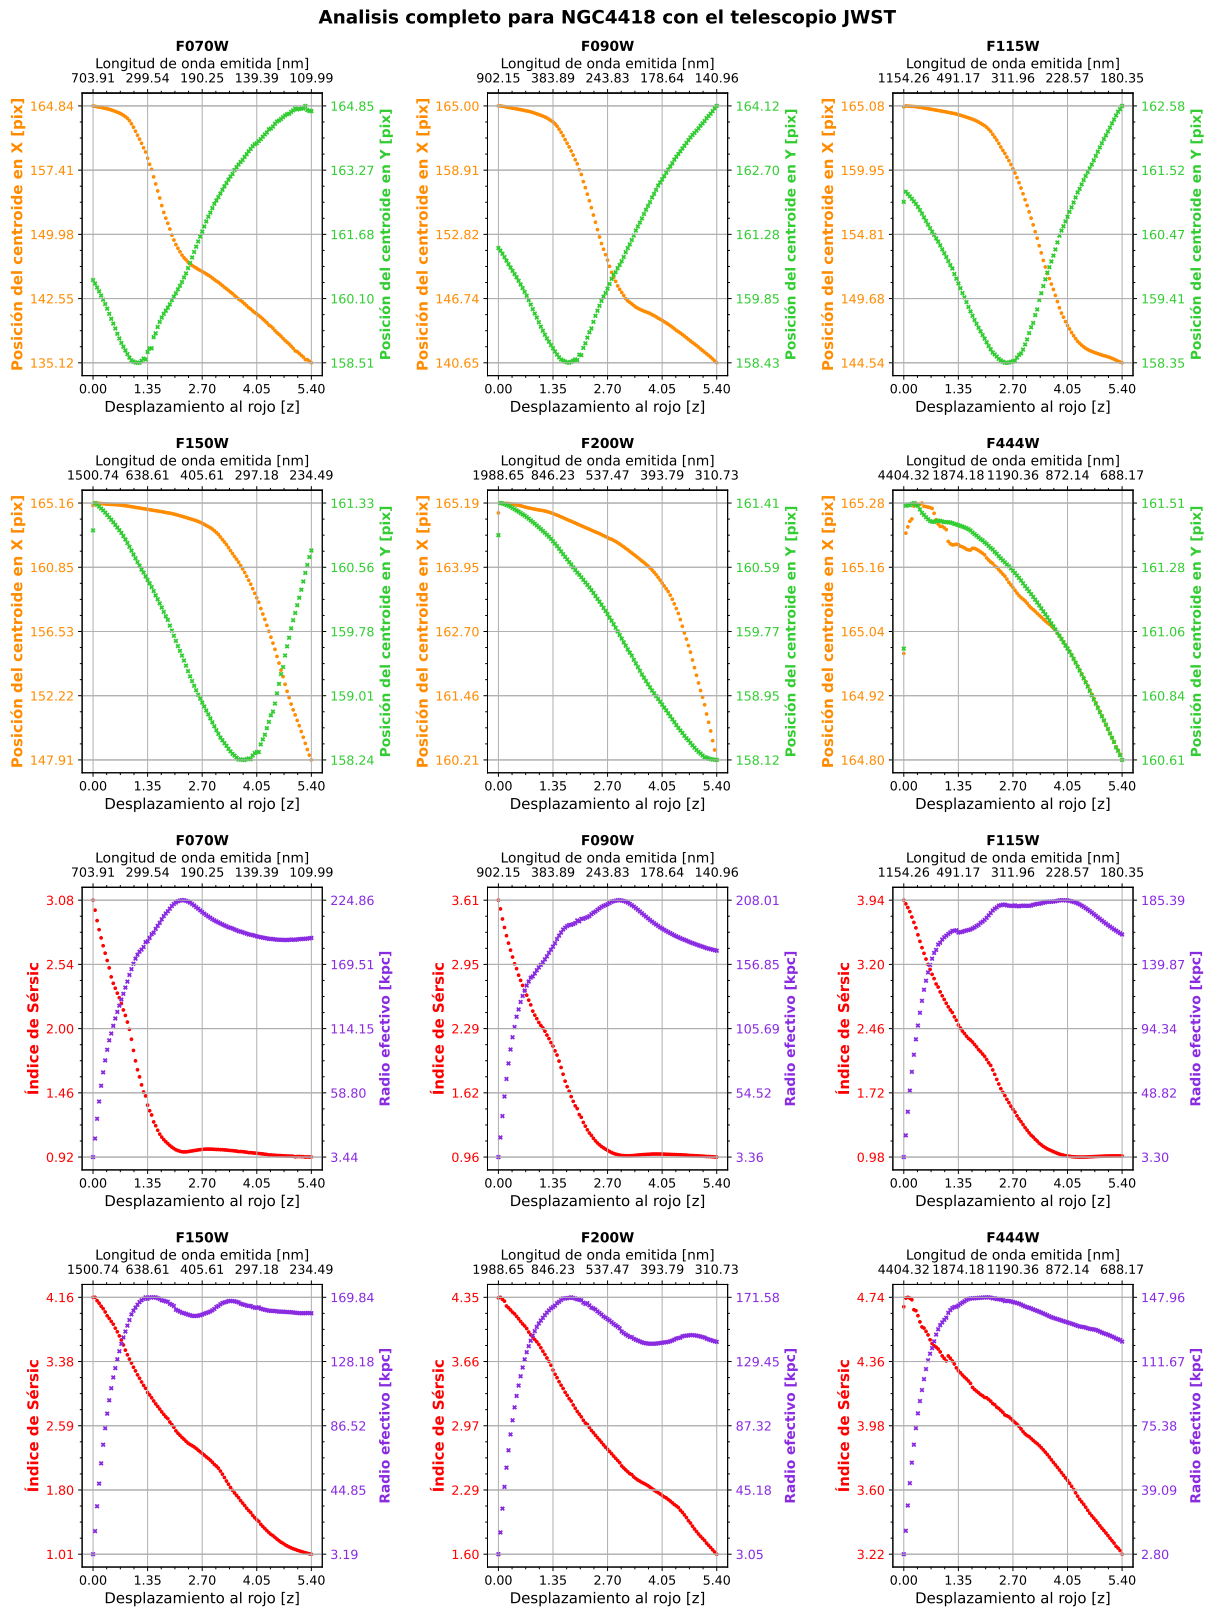 Analisis completo para NGC4418 con el telescopio JWST
F070W
Longitud de onda emitida [nm]
703.91 299.54 190.25 139.39 109.99
Posición del centroide en X [pix]
164.84
157.41
149.98
142.55
135.12
164.85
163.27
161.68
160.10
158.51
Posición del centroide en Y [pix]
0.00 1.35 2.70 4.05 5.40
Desplazamiento al rojo [z]
F090W
Longitud de onda emitida [nm]
902.15 383.89 243.83 178.64 140.96
Posición del centroide en X [pix]
165.00
158.91
152.82
146.74
140.65
164.12
162.70
161.28
159.85
158.43
Posición del centroide en Y [pix]
0.00 1.35 2.70 4.05 5.40
Desplazamiento al rojo [z]
F115W
Longitud de onda emitida [nm]
1154.26 491.17 311.96 228.57 180.35
Posición del centroide en X [pix]
165.08
159.95
154.81
149.68
144.54
162.58
161.52
160.47
159.41
158.35
Posición del centroide en Y [pix]
0.00 1.35 2.70 4.05 5.40
Desplazamiento al rojo [z]
F150W
Longitud de onda emitida [nm]
1500.74 638.61 405.61 297.18 234.49
Posición del centroide en X [pix]
165.16
160.85
156.53
152.22
147.91
161.33
160.56
159.78
159.01
158.24
Posición del centroide en Y [pix]
0.00 1.35 2.70 4.05 5.40
Desplazamiento al rojo [z]
F200W
Longitud de onda emitida [nm]
1988.65 846.23 537.47 393.79 310.73
Posición del centroide en X [pix]
165.19
163.95
162.70
161.46
160.21
161.41
160.59
159.77
158.95
158.12
Posición del centroide en Y [pix]
0.00 1.35 2.70 4.05 5.40
Desplazamiento al rojo [z]
F444W
Longitud de onda emitida [nm]
4404.32 1874.18 1190.36 872.14 688.17
Posición del centroide en X [pix]
165.28
165.16
165.04
164.92
164.80
161.51
161.28
161.06
160.84
160.61
Posición del centroide en Y [pix]
0.00 1.35 2.70 4.05 5.40
Desplazamiento al rojo [z]
F070W
Longitud de onda emitida [nm]
703.91 299.54 190.25 139.39 109.99
Índice de Sérsic
3.08
2.54
2.00
1.46
0.92
224.86
169.51
114.15
58.80
3.44
Radio efectivo [kpc]
0.00 1.35 2.70 4.05 5.40
Desplazamiento al rojo [z]
F090W
Longitud de onda emitida [nm]
902.15 383.89 243.83 178.64 140.96
Índice de Sérsic
3.61
2.95
2.29
1.62
0.96
208.01
156.85
105.69
54.52
3.36
Radio efectivo [kpc]
0.00 1.35 2.70 4.05 5.40
Desplazamiento al rojo [z]
F115W
Longitud de onda emitida [nm]
1154.26 491.17 311.96 228.57 180.35
Índice de Sérsic
3.94
3.20
2.46
1.72
0.98
185.39
139.87
94.34
48.82
3.30
Radio efectivo [kpc]
0.00 1.35 2.70 4.05 5.40
Desplazamiento al rojo [z]
F150W
Longitud de onda emitida [nm]
1500.74 638.61 405.61 297.18 234.49
Índice de Sérsic
4.16
3.38
2.59
1.80
1.01
169.84
128.18
86.52
44.85
3.19
Radio efectivo [kpc]
0.00 1.35 2.70 4.05 5.40
Desplazamiento al rojo [z]
F200W
Longitud de onda emitida [nm]
1988.65 846.23 537.47 393.79 310.73
Índice de Sérsic
4.35
3.66
2.97
2.29
1.60
171.58
129.45
87.32
45.18
3.05
Radio efectivo [kpc]
0.00 1.35 2.70 4.05 5.40
Desplazamiento al rojo [z]
F444W
Longitud de onda emitida [nm]
4404.32 1874.18 1190.36 872.14 688.17
Índice de Sérsic
4.74
4.36
3.98
3.60
3.22
147.96
111.67
75.38
39.09
2.80
Radio efectivo [kpc]
0.00 1.35 2.70 4.05 5.40
Desplazamiento al rojo [z]